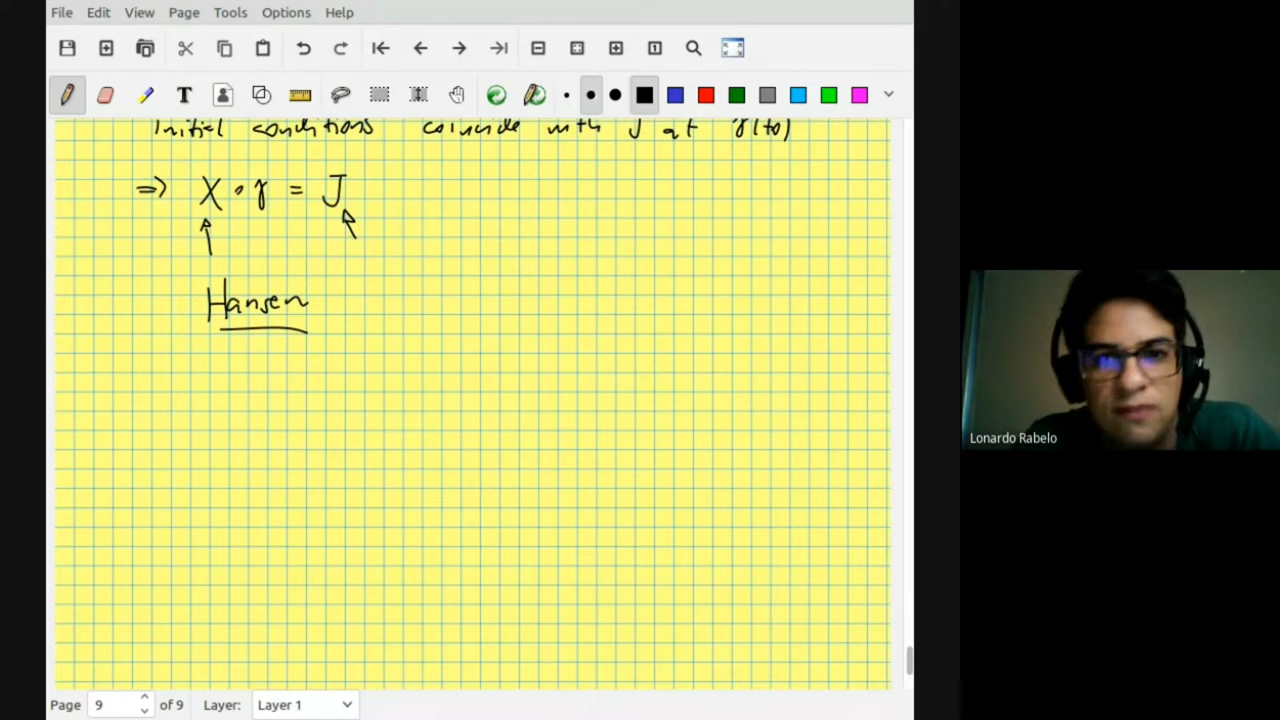 File Edit View Page Tools Options Help
Initial conditions coincide with J at γ(t0)
⇒ X ∘ γ = J
Hansen
Lonardo Rabelo
Page 9 of 9 Layer: Layer 1